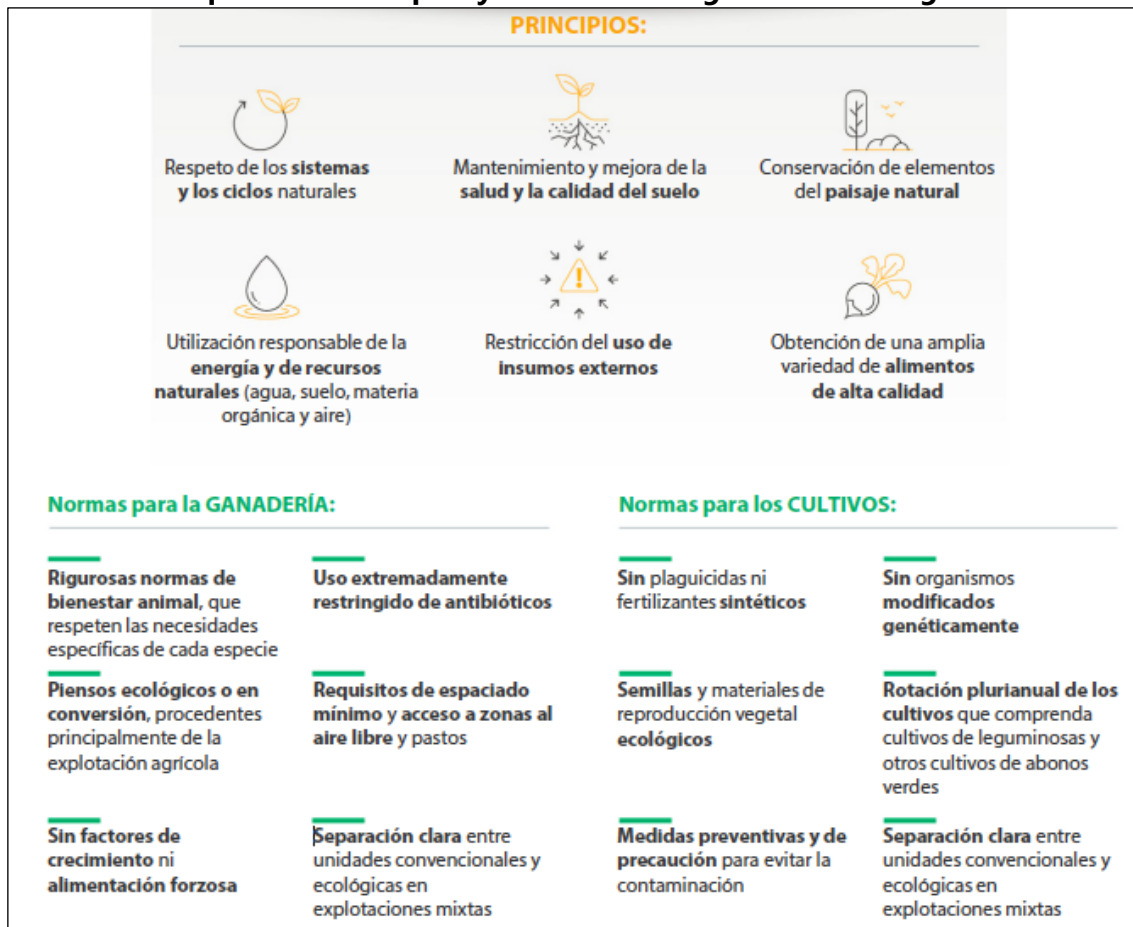 PRINCIPIOS:
Respeto de los sistemas
y los ciclos naturales
Mantenimiento y mejora de la
salud y la calidad del suelo
Conservación de elementos
del paisaje natural
Utilización responsable de la
energía y de recursos
naturales (agua, suelo, materia
orgánica y aire)
Restricción del uso de
insumos externos
Obtención de una amplia
variedad de alimentos
de alta calidad
Normas para la GANADERÍA:
Rigurosas normas de
bienestar animal, que
respeten las necesidades
específicas de cada especie
Uso extremadamente
restringido de antibióticos
Piensos ecológicos o en
conversión, procedentes
principalmente de la
explotación agrícola
Requisitos de espaciado
mínimo y acceso a zonas al
aire libre y pastos
Sin factores de
crecimiento ni
alimentación forzosa
Separación clara entre
unidades convencionales y
ecológicas en
explotaciones mixtas
Normas para los CULTIVOS:
Sin plaguicidas ni
fertilizantes sintéticos
Sin organismos
modificados
genéticamente
Semillas y materiales de
reproducción vegetal
ecológicos
Rotación plurianual de los
cultivos que comprenda
cultivos de leguminosas y
otros cultivos de abonos
verdes
Medidas preventivas y de
precaución para evitar la
contaminación
Separación clara entre
unidades convencionales y
ecológicas en
explotaciones mixtas